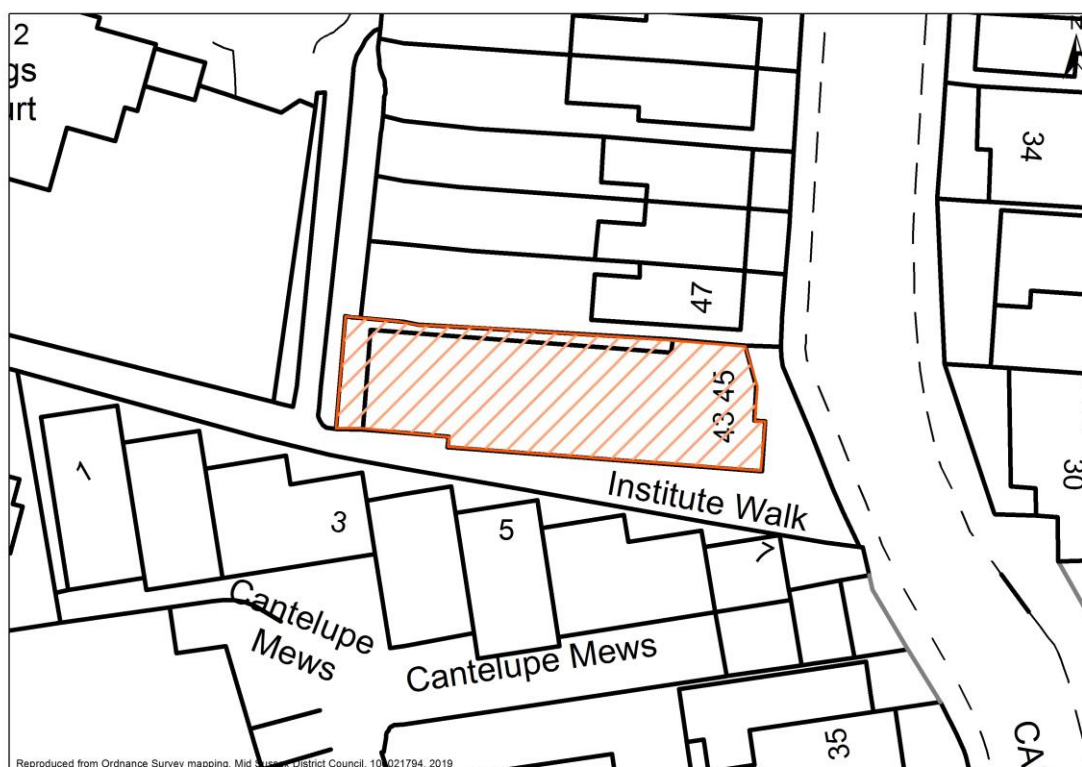 2
gs
urt
34
47
43 45
30
Institute Walk
1
3
5
7
Cantelupe
Mews
Cantelupe Mews
35
CA
Reproduced from Ordnance Survey mapping. Mid Sussex District Council. 100021794. 2019